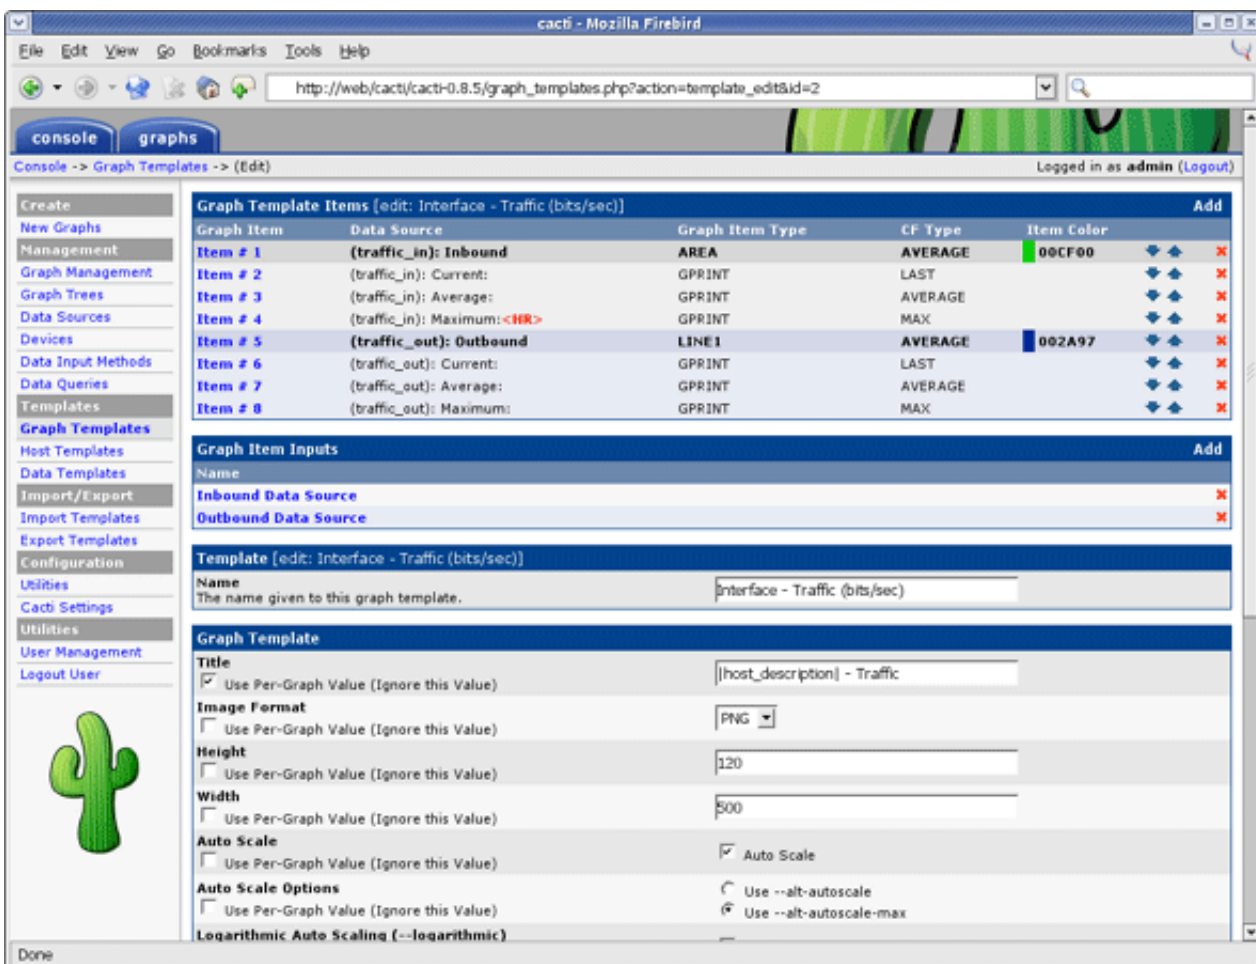 cacti - Mozilla Firebird
File Edit View Go Bookmarks Tools Help
http://web/cacti/cacti-0.8.5/graph_templates.php?action=template_edit&id=2
console graphs
Console -> Graph Templates -> (Edit) Logged in as admin (Logout)
Create
New Graphs
Management
Graph Management
Graph Trees
Data Sources
Devices
Data Input Methods
Data Queries
Templates
Graph Templates
Host Templates
Data Templates
Import/Export
Import Templates
Export Templates
Configuration
Utilities
Cacti Settings
Utilities
User Management
Logout User
Graph Template Items [edit: Interface - Traffic (bits/sec)] Add
Graph Item Data Source Graph Item Type CF Type Item Color
Item # 1 (traffic_in): Inbound AREA AVERAGE 00CF00
Item # 2 (traffic_in): Current: GPRINT LAST
Item # 3 (traffic_in): Average: GPRINT AVERAGE
Item # 4 (traffic_in): Maximum:<HR> GPRINT MAX
Item # 5 (traffic_out): Outbound LINE1 AVERAGE 002A97
Item # 6 (traffic_out): Current: GPRINT LAST
Item # 7 (traffic_out): Average: GPRINT AVERAGE
Item # 8 (traffic_out): Maximum: GPRINT MAX
Graph Item Inputs Add
Name
Inbound Data Source
Outbound Data Source
Template [edit: Interface - Traffic (bits/sec)]
Name
The name given to this graph template. Interface - Traffic (bits/sec)
Graph Template
Title
Use Per-Graph Value (Ignore this Value) |host_description| - Traffic
Image Format
Use Per-Graph Value (Ignore this Value) PNG
Height
Use Per-Graph Value (Ignore this Value) 120
Width
Use Per-Graph Value (Ignore this Value) 500
Auto Scale
Use Per-Graph Value (Ignore this Value) Auto Scale
Auto Scale Options Use --alt-autoscale
Use Per-Graph Value (Ignore this Value) Use --alt-autoscale-max
Logarithmic Auto Scaling (--logarithmic)
Done